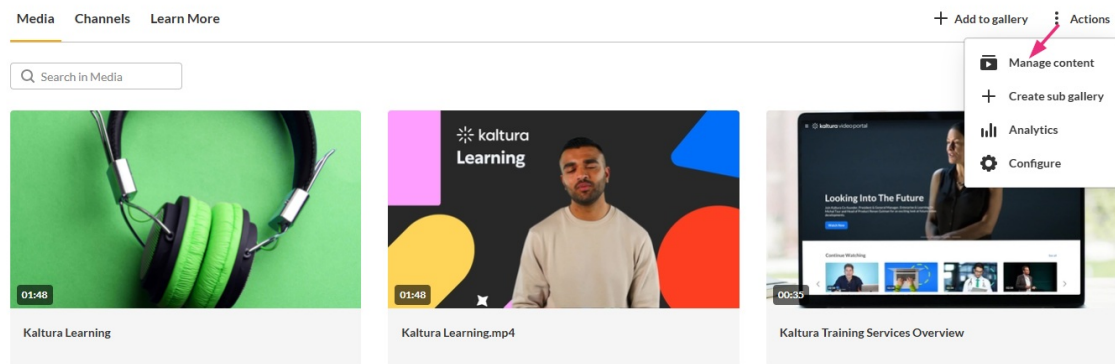 Media Channels Learn More + Add to gallery Actions
Manage content
Search in Media
+ Create sub gallery
Analytics
Configure
kaltura
Learning
kaltura videoportal
Looking Into The Future
Continue Watching
01:48
01:48
00:35
Kaltura Learning
Kaltura Learning.mp4
Kaltura Training Services Overview